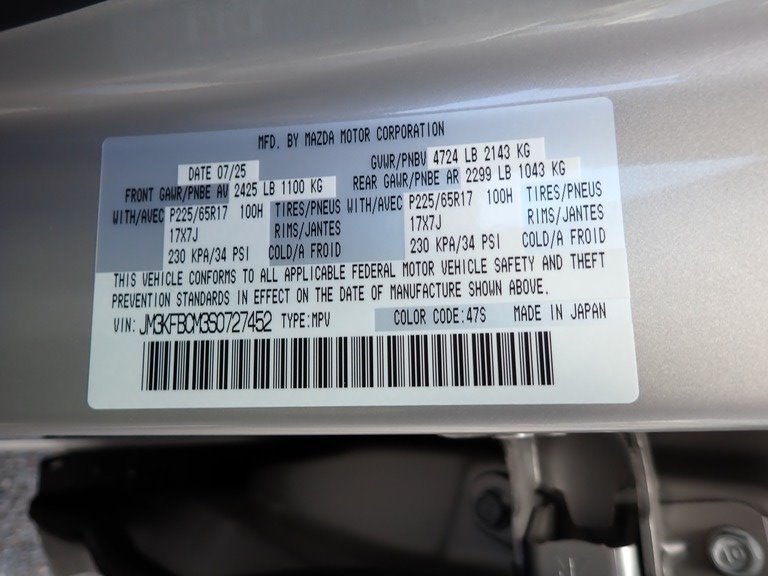 MFD. BY MAZDA MOTOR CORPORATION
DATE 07/25 GVWR/PNBV 4724 LB 2143 KG
FRONT GAWR/PNBE AV 2425 LB 1100 KG REAR GAWR/PNBE AR 2299 LB 1043 KG
WITH/AVEC P225/65R17 100H TIRES/PNEUS WITH/AVEC P225/65R17 100H TIRES/PNEUS
17X7J RIMS/JANTES 17X7J RIMS/JANTES
230 KPA/34 PSI COLD/A FROID 230 KPA/34 PSI COLD/A FROID
THIS VEHICLE CONFORMS TO ALL APPLICABLE FEDERAL MOTOR VEHICLE SAFETY AND THEFT
PREVENTION STANDARDS IN EFFECT ON THE DATE OF MANUFACTURE SHOWN ABOVE.
VIN: JM3KFBCM3S0727452 TYPE:MPV COLOR CODE:47S MADE IN JAPAN
10